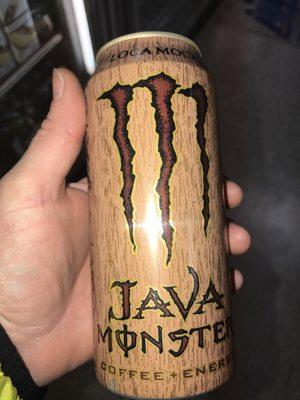 LOCA MOCA
JAVA
MONSTER
COFFEE + ENERGY